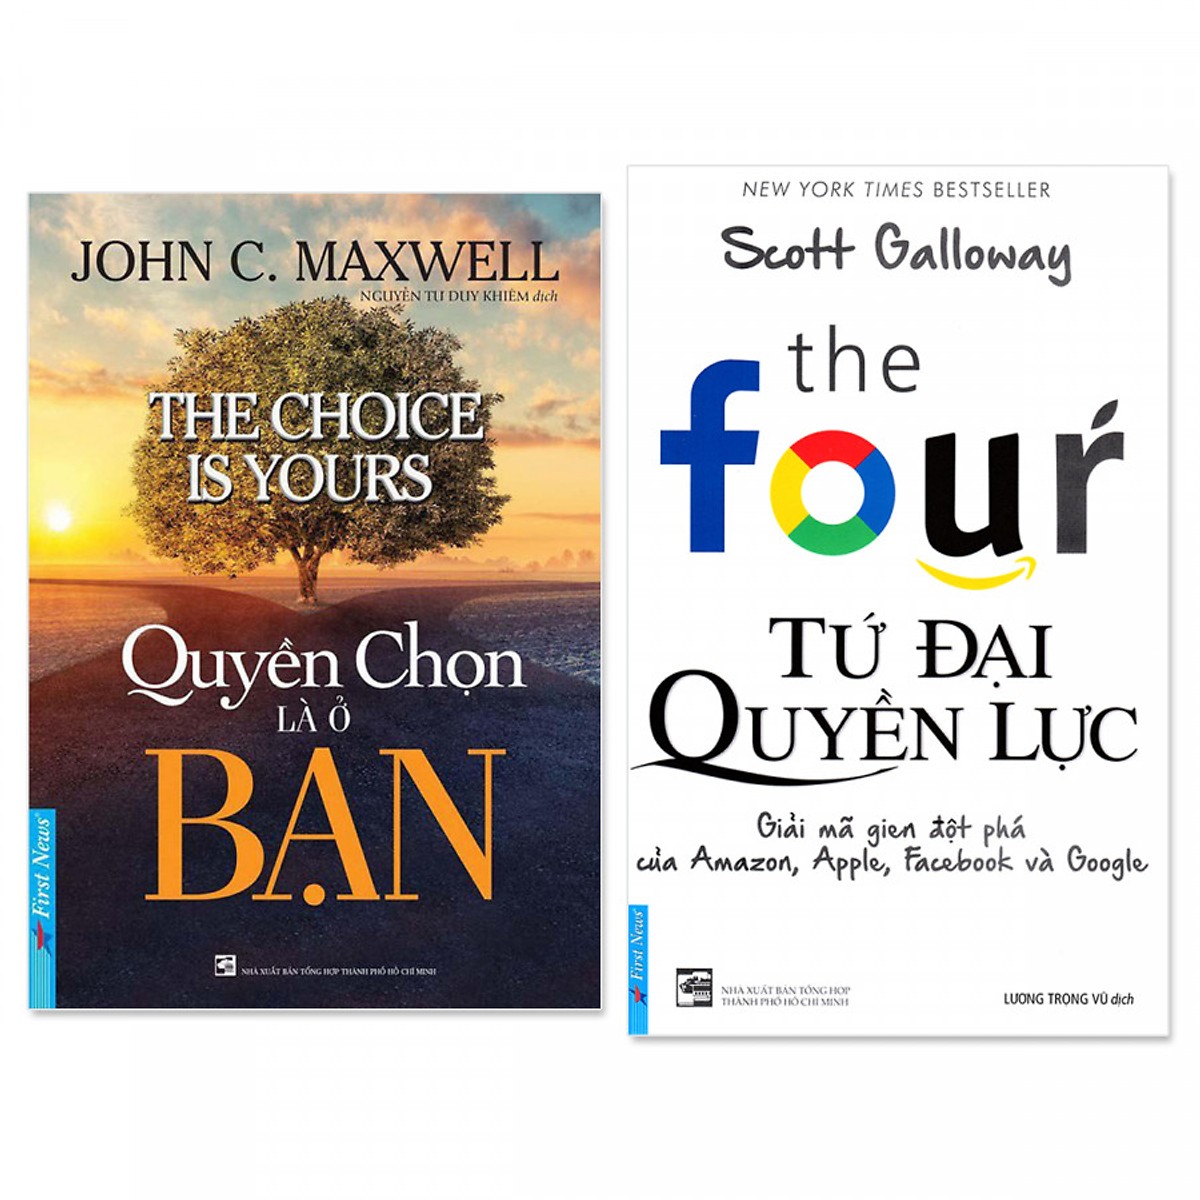 JOHN C. MAXWELL
NGUYỄN TƯ DUY KHIÊM dịch
THE CHOICE
IS YOURS
Quyền Chọn
LÀ Ở
BẠN
First News
NHÀ XUẤT BẢN TỔNG HỢP THÀNH PHỐ HỒ CHÍ MINH
NEW YORK TIMES BESTSELLER
Scott Galloway
the
four
TỨ ĐẠI
QUYỀN LỰC
Giải mã gien đột phá
của Amazon, Apple, Facebook và Google
First News
NHÀ XUẤT BẢN TỔNG HỢP
THÀNH PHỐ HỒ CHÍ MINH
LƯƠNG TRỌNG VŨ dịch